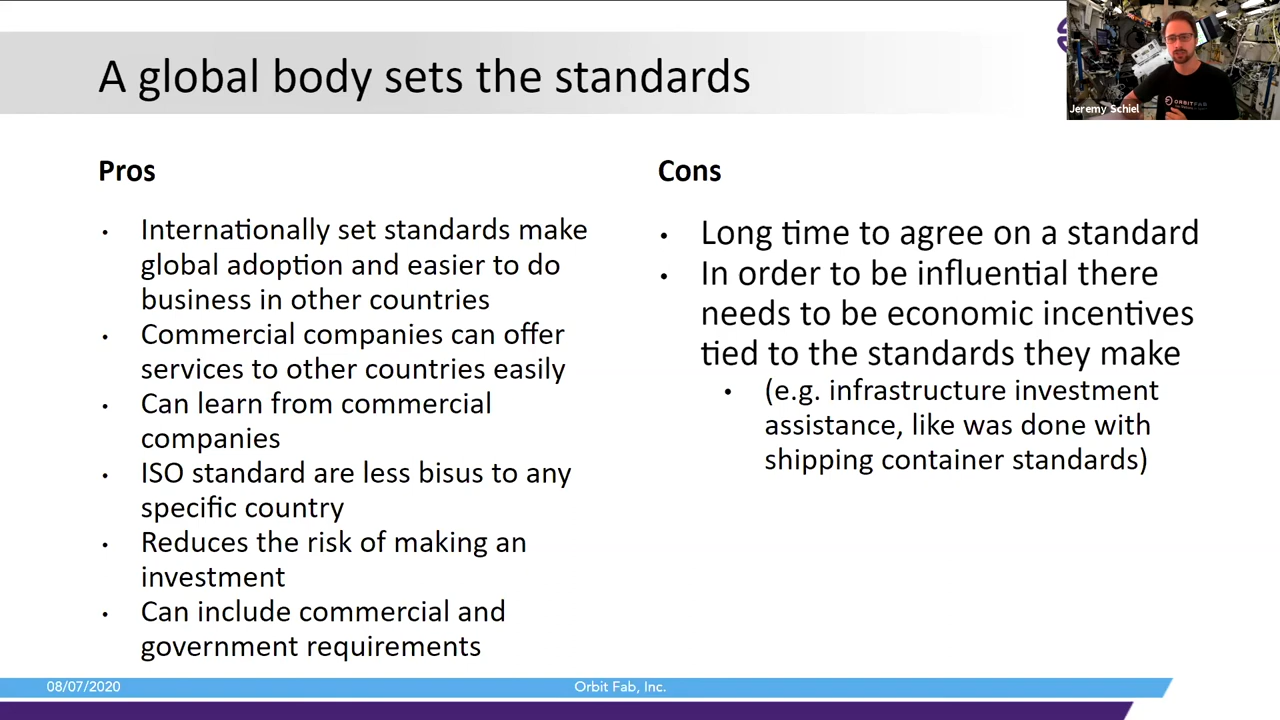 A global body sets the standards
Jeremy Schiel
ORBITFAB
Pros
• Internationally set standards make
global adoption and easier to do
business in other countries
• Commercial companies can offer
services to other countries easily
• Can learn from commercial
companies
• ISO standard are less bisus to any
specific country
• Reduces the risk of making an
investment
• Can include commercial and
government requirements
Cons
• Long time to agree on a standard
• In order to be influential there
needs to be economic incentives
tied to the standards they make
• (e.g. infrastructure investment
assistance, like was done with
shipping container standards)
08/07/2020
Orbit Fab, Inc.